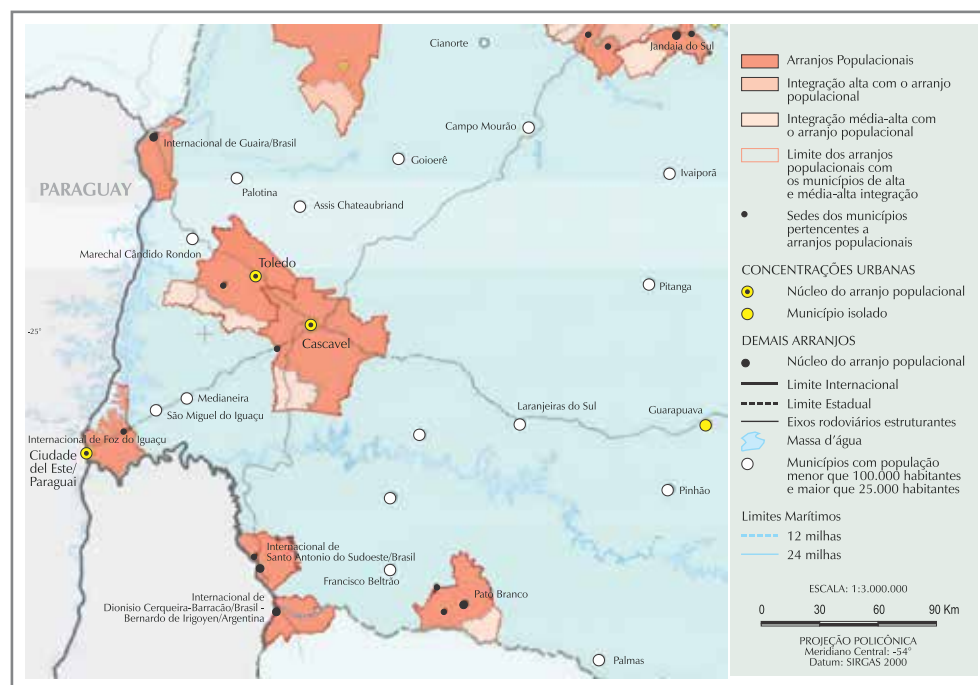 Cianorte
Jandaia do Sul
Campo Mourão
Internacional de Guaira/Brasil
Goioerê
Ivaiporã
PARAGUAY
Palotina
Assis Chateaubriand
Marechal Cândido Rondon
Toledo
Pitanga
-25°
Cascavel
Medianeira
São Miguel do Iguaçu
Laranjeiras do Sul
Guarapuava
Internacional de Foz do Iguaçu
Ciudade
del Este/
Paraguai
Pinhão
Internacional de
Santo Antonio do Sudoeste/Brasil
Francisco Beltrão
Internacional de
Dionisio Cerqueira-Barracão/Brasil -
Bernardo de Irigoyen/Argentina
Pato Branco
Palmas
Arranjos Populacionais
Integração alta com o arranjo
populacional
Integração média-alta com
o arranjo populacional
Limite dos arranjos
populacionais com
os municípios de alta
e média-alta integração
Sedes dos municípios
pertencentes a
arranjos populacionais
CONCENTRAÇÕES URBANAS
Núcleo do arranjo populacional
Município isolado
DEMAIS ARRANJOS
Núcleo do arranjo populacional
Limite Internacional
Limite Estadual
Eixos rodoviários estruturantes
Massa d'água
Municípios com população
menor que 100.000 habitantes
e maior que 25.000 habitantes
Limites Marítimos
12 milhas
24 milhas
ESCALA: 1:3.000.000
0 30 60 90 Km
PROJEÇÃO POLICÔNICA
Meridiano Central: -54°
Datum: SIRGAS 2000